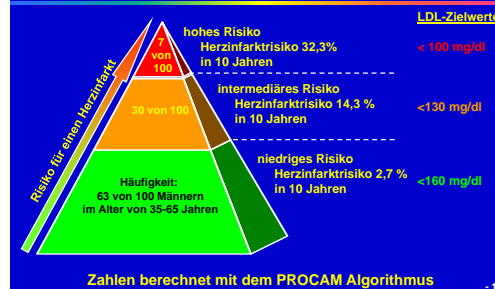 LDL-Zielwerte
hohes Risiko
Herzinfarktrisiko 32,3%
in 10 Jahren
< 100 mg/dl
7
von
100
intermediäres Risiko
Herzinfarktrisiko 14,3 %
in 10 Jahren
<130 mg/dl
30 von 100
niedriges Risiko
Herzinfarktrisiko 2,7 %
in 10 Jahren
<160 mg/dl
Häufigkeit:
63 von 100 Männern
im Alter von 35-65 Jahren
Risiko für einen Herzinfarkt
Zahlen berechnet mit dem PROCAM Algorithmus